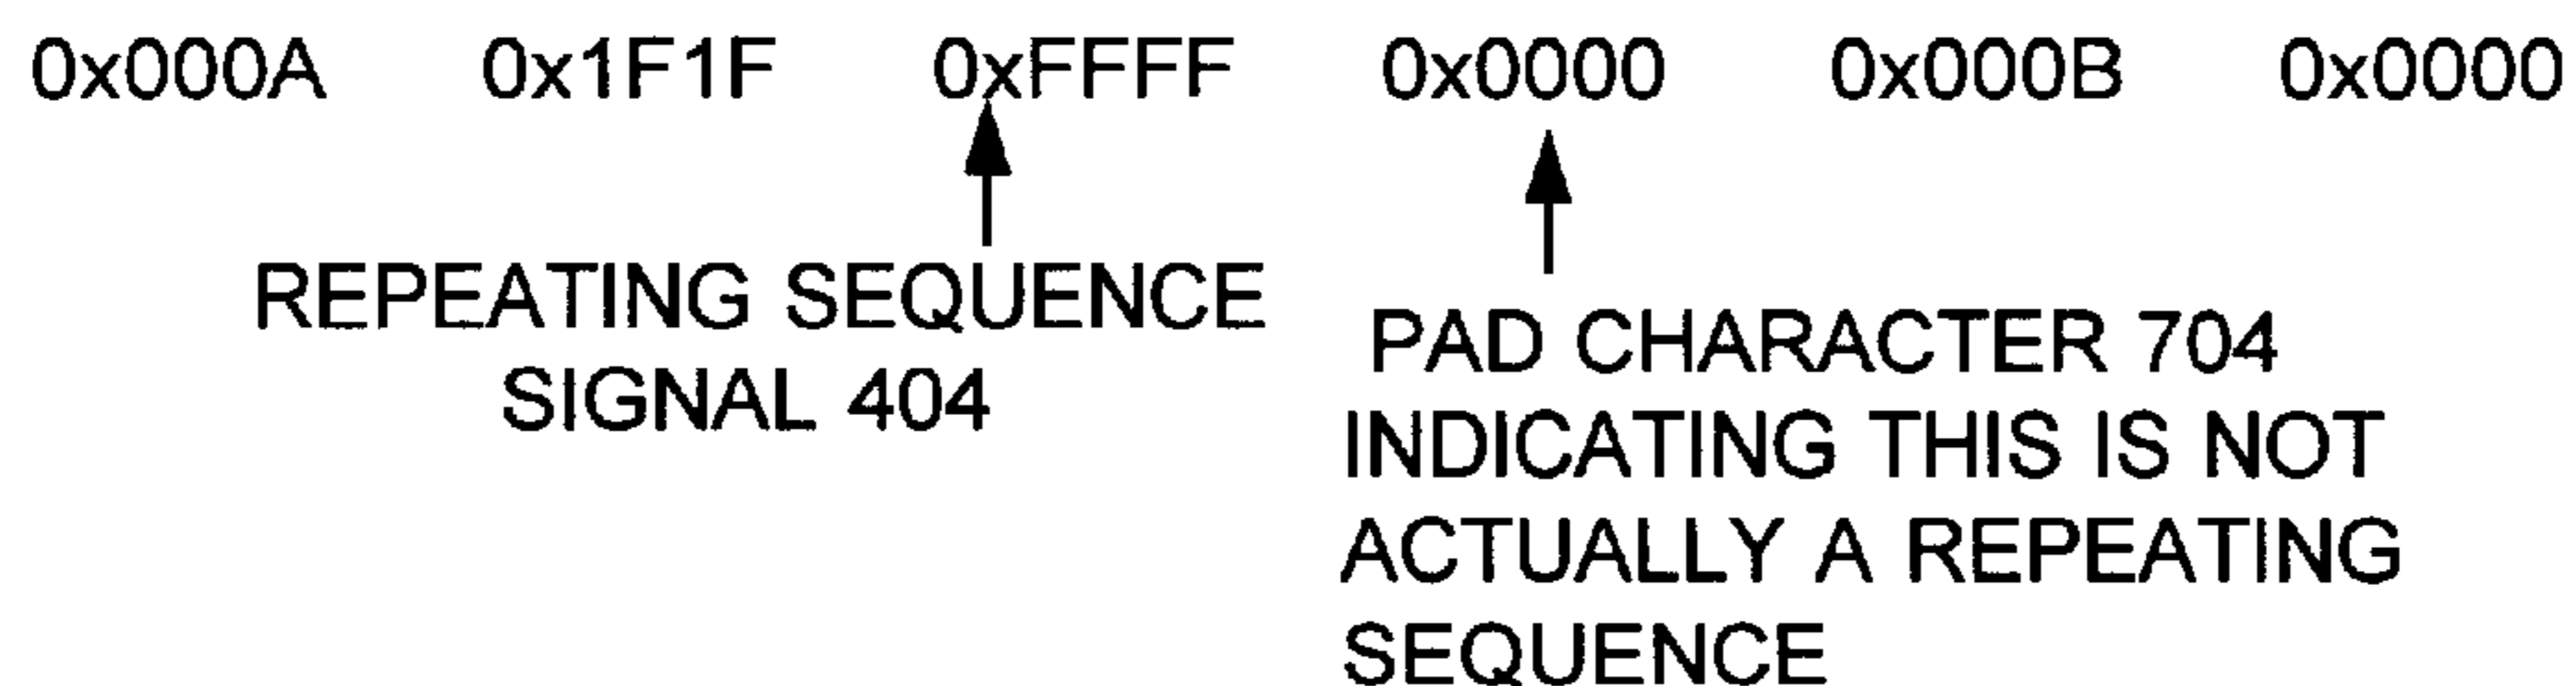 0x000A 0x1F1F 0xFFFF 0x0000 0x000B 0x0000
REPEATING SEQUENCE
SIGNAL 404
PAD CHARACTER 704
INDICATING THIS IS NOT
ACTUALLY A REPEATING
SEQUENCE